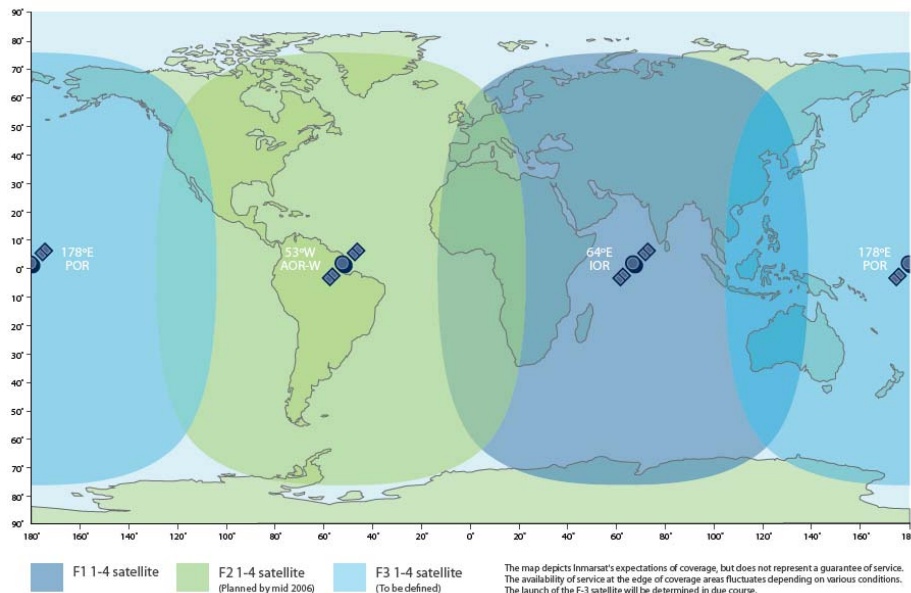 90˚
80˚
70˚
60˚
50˚
40˚
30˚
20˚
10˚
0˚
10˚
20˚
30˚
40˚
50˚
60˚
70˚
80˚
90˚
178ºE
POR
53ºW
AOR-W
64ºE
IOR
178ºE
POR
180˚ 160˚ 140˚ 120˚ 100˚ 80˚ 60˚ 40˚ 20˚ 0˚ 20˚ 40˚ 60˚ 80˚ 100˚ 120˚ 140˚ 160˚ 180
F1 1-4 satellite
F2 1-4 satellite
(Planned by mid 2006)
F3 1-4 satellite
(To be defined)
The map depicts Inmarsat's expectations of coverage, but does not represent a guarantee of service.
The availability of service at the edge of coverage areas fluctuates depending on various conditions.
The launch of the F-3 satellite will be determined in due course.